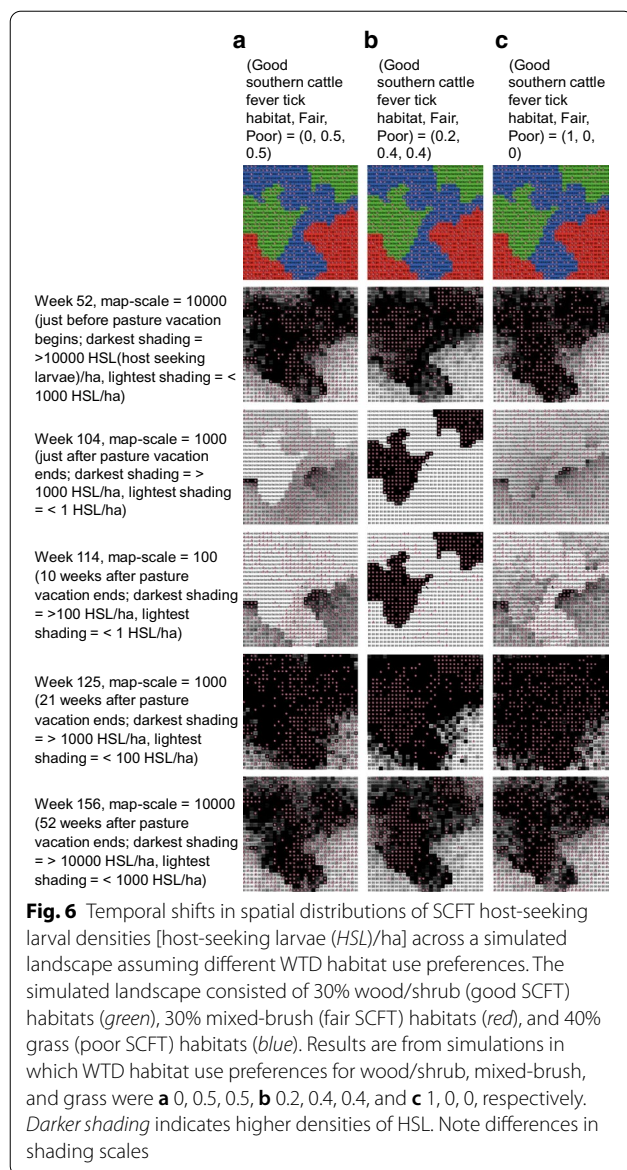 a
b
c
(Good
southern cattle
fever tick
habitat, Fair,
Poor) = (0, 0.5,
0.5)
(Good
southern cattle
fever tick
habitat, Fair,
Poor) = (0.2,
0.4, 0.4)
(Good
southern cattle
fever tick
habitat, Fair,
Poor) = (1, 0,
0)
Week 52, map-scale = 10000
(just before pasture vacation
begins; darkest shading =
>10000 HSL(host seeking
larvae)/ha, lightest shading = <
1000 HSL/ha)
Week 104, map-scale = 1000
(just after pasture vacation
ends; darkest shading = >
1000 HSL/ha, lightest shading
= < 1 HSL/ha)
Week 114, map-scale = 100
(10 weeks after pasture
vacation ends; darkest shading
= >100 HSL/ha, lightest
shading = < 1 HSL/ha)
Week 125, map-scale = 1000
(21 weeks after pasture
vacation ends; darkest shading
= > 1000 HSL/ha, lightest
shading = < 100 HSL/ha)
Week 156, map-scale = 10000
(52 weeks after pasture
vacation ends; darkest shading
= > 10000 HSL/ha, lightest
shading = < 1000 HSL/ha)
Fig. 6 Temporal shifts in spatial distributions of SCFT host-seeking
larval densities [host-seeking larvae (HSL)/ha] across a simulated
landscape assuming different WTD habitat use preferences. The
simulated landscape consisted of 30% wood/shrub (good SCFT)
habitats (green), 30% mixed-brush (fair SCFT) habitats (red), and 40%
grass (poor SCFT) habitats (blue). Results are from simulations in
which WTD habitat use preferences for wood/shrub, mixed-brush,
and grass were a 0, 0.5, 0.5, b 0.2, 0.4, 0.4, and c 1, 0, 0, respectively.
Darker shading indicates higher densities of HSL. Note differences in
shading scales